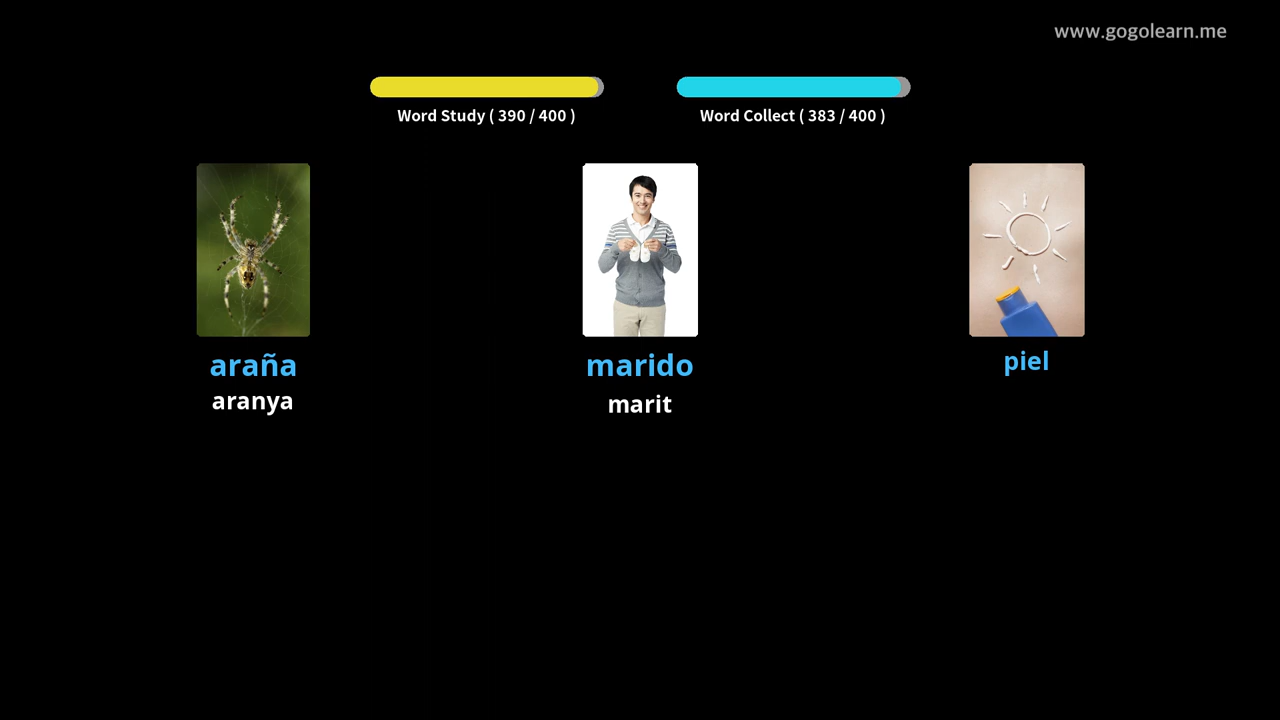 www.gogolearn.me
Word Study ( 390 / 400 )
Word Collect ( 383 / 400 )
araña
aranya
marido
marit
piel